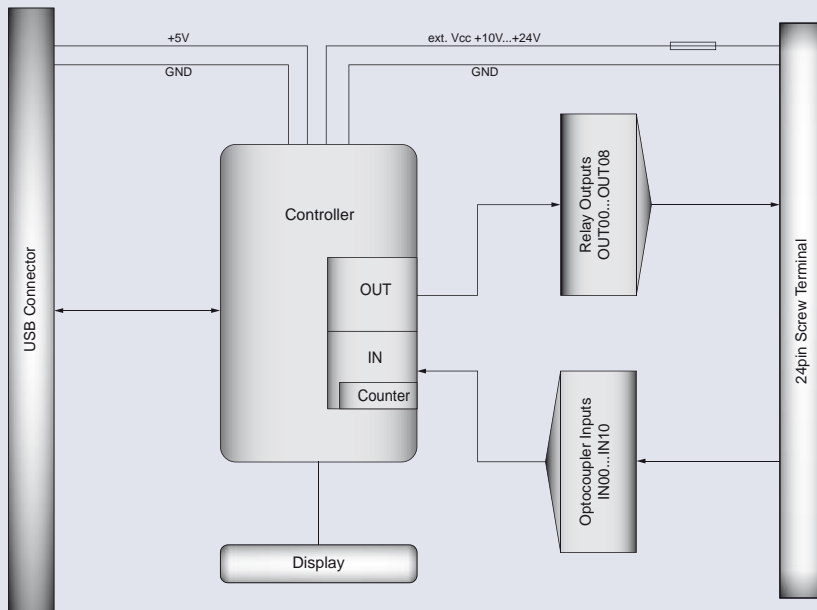 +5V
ext. Vcc +10V...+24V
GND
GND
Controller
Relay Outputs
OUT00...OUT08
USB Connector
OUT
24pin Screw Terminal
IN
Counter
Optocoupler Inputs
IN00...IN10
Display